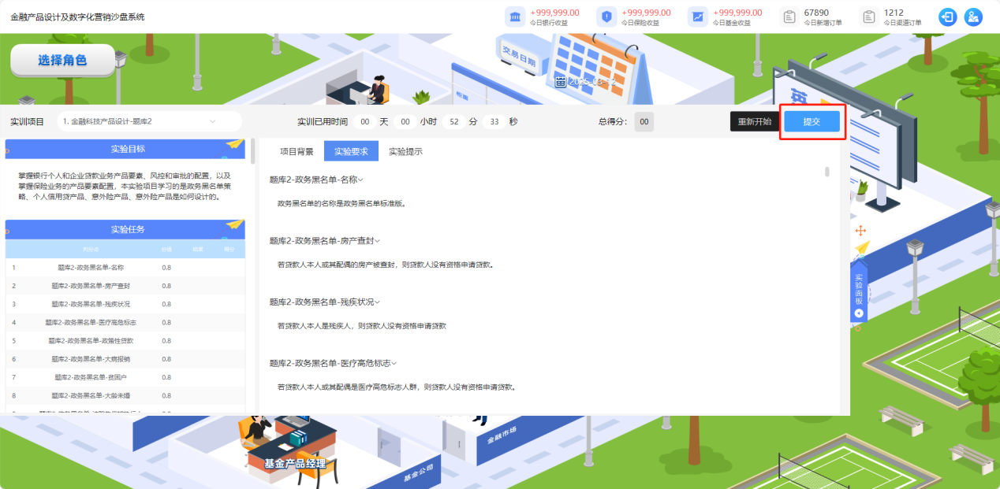 金融产品设计及数字化营销沙盘系统
+999,999.00
今日银行收益
+999,999.00
今日保险收益
+999,999.00
今日基金收益
67890
今日新增订单
1212
今日渠道订单
选择角色
交易日期
2025-03-12
柜面
英
实训项目
1. 金融科技产品设计-题库2
实训已用时间 00 天 00 小时 52 分 33 秒
总得分： 00
重新开始
提交
实验目标
掌握银行个人和企业贷款业务产品要素、风控和审批的配置，以及
掌握保险业务的产品要素配置，本实验项目学习的是政务黑名单策
略、个人信用贷产品、意外险产品、意外险产品是如何设计的。
实验任务
得分点 分值 结果 得分
1 题库2-政务黑名单-名称 0.8
2 题库2-政务黑名单-房产查封 0.8
3 题库2-政务黑名单-残疾状况 0.8
4 题库2-政务黑名单-医疗高危标志 0.8
5 题库2-政务黑名单-政策性贷款 0.8
6 题库2-政务黑名单-大病报销 0.8
7 题库2-政务黑名单-贫困户 0.8
8 题库2-政务黑名单-大龄未婚 0.8
项目背景 实验要求 实验提示
题库2-政务黑名单-名称
政务黑名单的名称是政务黑名单标准版。
题库2-政务黑名单-房产查封
若贷款人本人或其配偶的房产被查封，则贷款人没有资格申请贷款。
题库2-政务黑名单-残疾状况
若贷款人本人是残疾人，则贷款人没有资格申请贷款
题库2-政务黑名单-医疗高危标志
若贷款人本人或其配偶是医疗高危标志人群，则贷款人没有资格申请贷款。
实验面板
基金产品经理
基金公司
金融市场